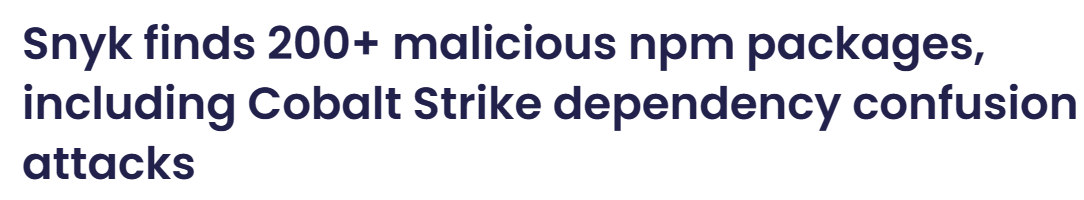 Snyk finds 200+ malicious npm packages,
including Cobalt Strike dependency confusion
attacks